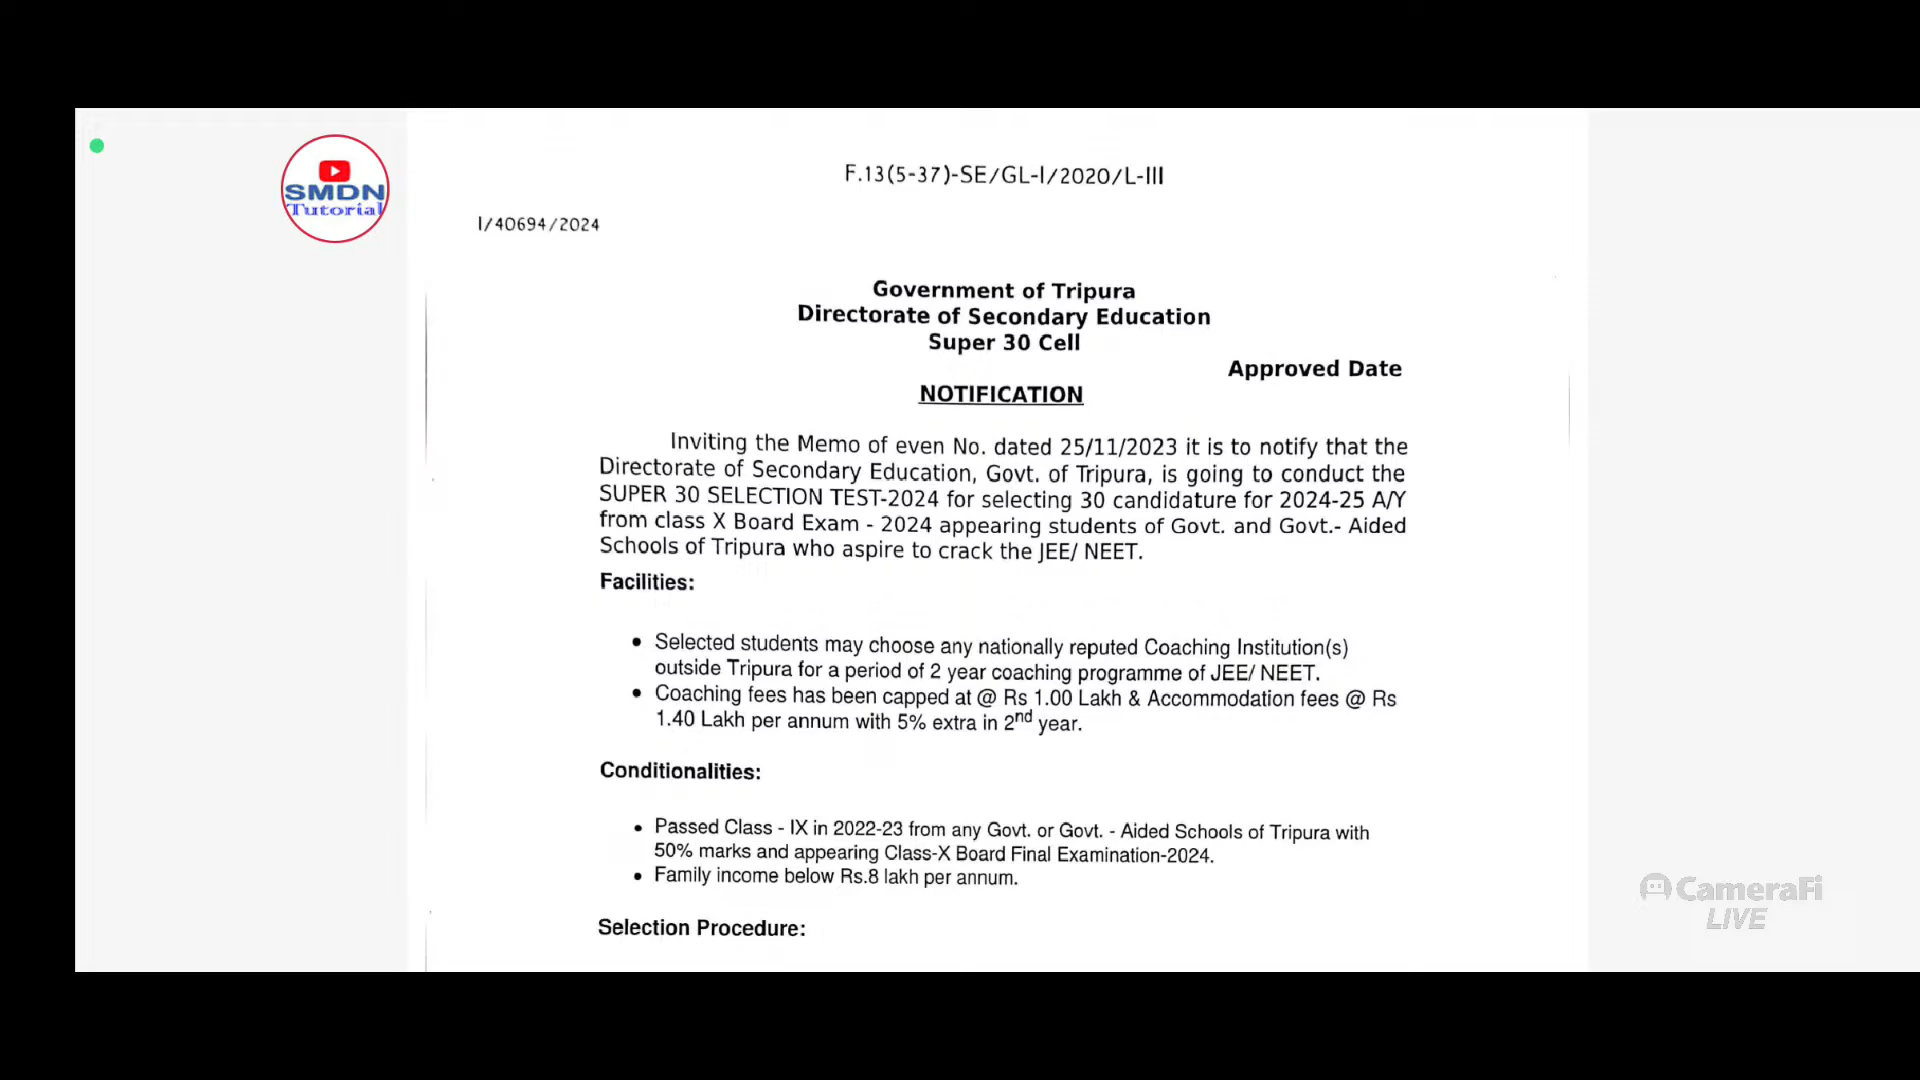 SMDN
Tutorial
F.13(5-37)-SE/GL-I/2020/L-III
I/40694/2024
Government of Tripura
Directorate of Secondary Education
Super 30 Cell
Approved Date
NOTIFICATION
Inviting the Memo of even No. dated 25/11/2023 it is to notify that the
Directorate of Secondary Education, Govt. of Tripura, is going to conduct the
SUPER 30 SELECTION TEST-2024 for selecting 30 candidature for 2024-25 A/Y
from class X Board Exam - 2024 appearing students of Govt. and Govt.- Aided
Schools of Tripura who aspire to crack the JEE/ NEET.
Facilities:
• Selected students may choose any nationally reputed Coaching Institution(s)
outside Tripura for a period of 2 year coaching programme of JEE/ NEET.
• Coaching fees has been capped at @ Rs 1.00 Lakh & Accommodation fees @ Rs
1.40 Lakh per annum with 5% extra in 2nd year.
Conditionalities:
• Passed Class - IX in 2022-23 from any Govt. or Govt. - Aided Schools of Tripura with
50% marks and appearing Class-X Board Final Examination-2024.
• Family income below Rs.8 lakh per annum.
Selection Procedure:
CameraFi
LIVE